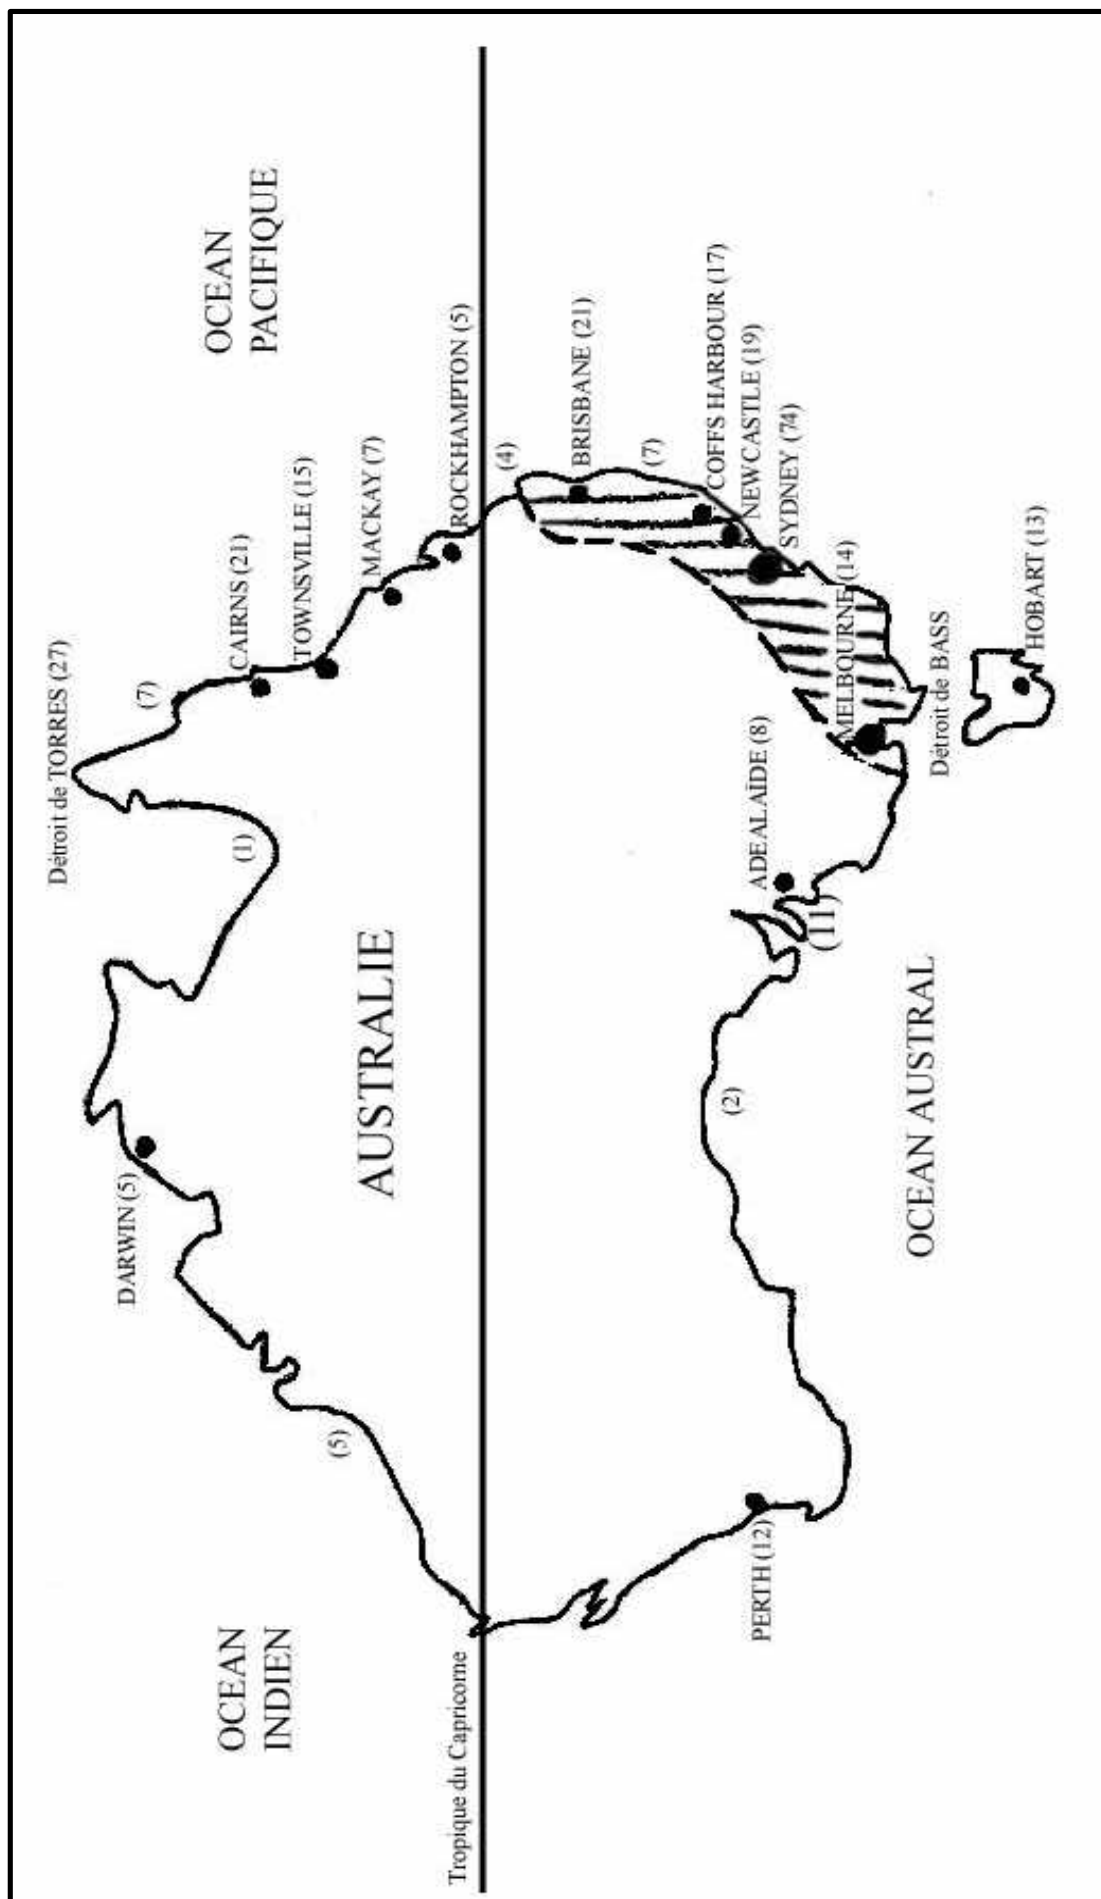 Détroit de TORRES (27)
(7)
CAIRNS (21)
TOWNSVILLE (15)
MACKAY (7)
ROCKHAMPTON (5)
OCEAN
PACIFIQUE
(1)
DARWIN (5)
(5)
OCEAN
INDIEN
AUSTRALIE
Tropique du Capricorne
(4)
BRISBANE (21)
(7)
COFFS HARBOUR (17)
NEWCASTLE (19)
SYDNEY (74)
MELBOURNE (14)
ADEALAÏDE (8)
(11)
(2)
PERTH (12)
OCEAN AUSTRAL
Détroit de BASS
HOBART (13)